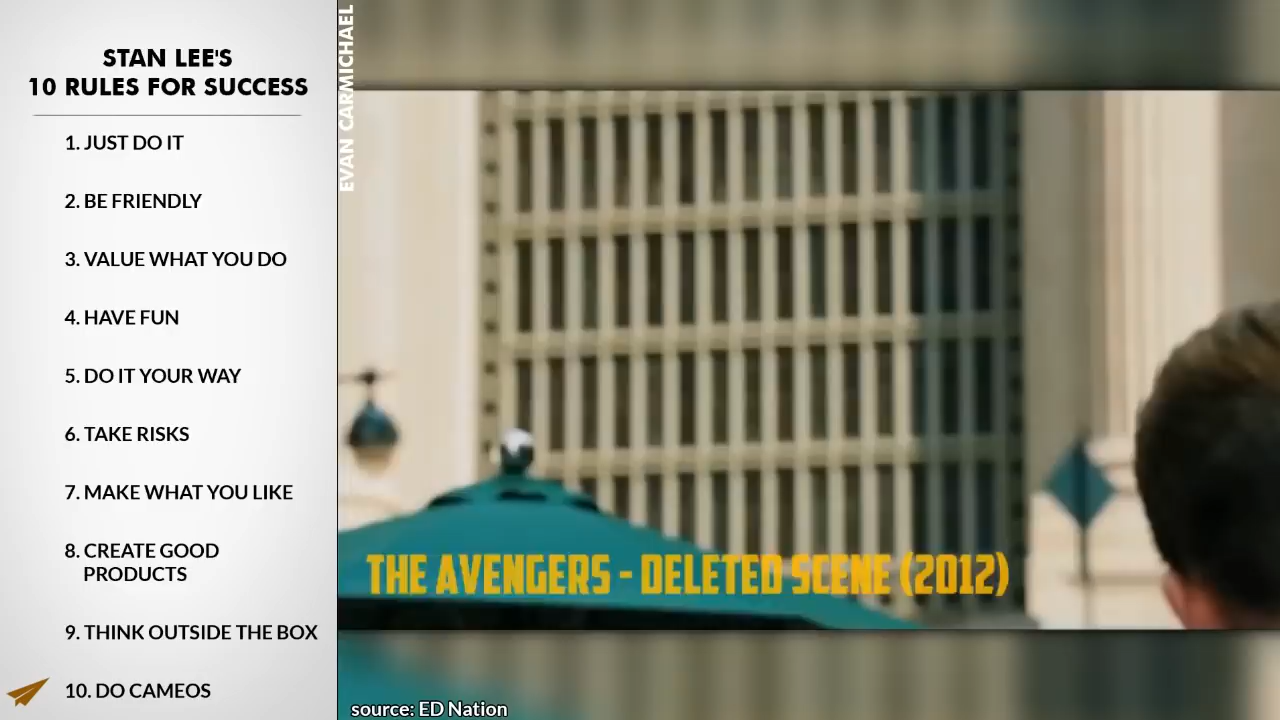 STAN LEE'S
10 RULES FOR SUCCESS
1. JUST DO IT
2. BE FRIENDLY
3. VALUE WHAT YOU DO
4. HAVE FUN
5. DO IT YOUR WAY
6. TAKE RISKS
7. MAKE WHAT YOU LIKE
8. CREATE GOOD
PRODUCTS
9. THINK OUTSIDE THE BOX
10. DO CAMEOS
EVAN CARMICHAEL
THE AVENGERS - DELETED SCENE (2012)
source: ED Nation